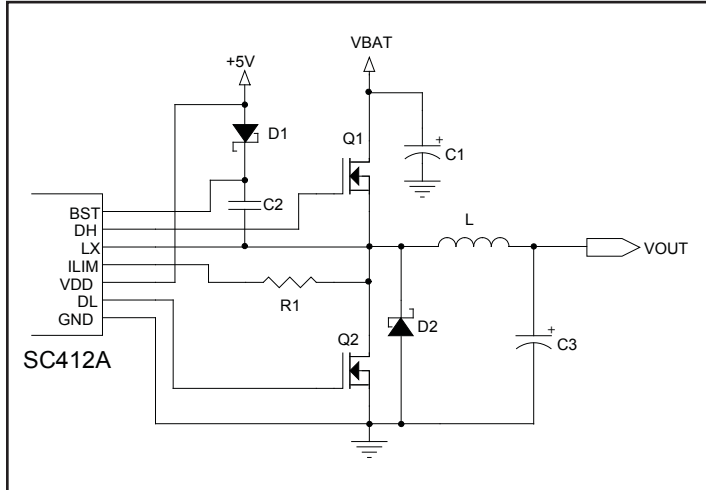 VBAT
+5V
D1
Q1
+
C1
C2
BST
DH
L
LX
VOUT
ILIM
VDD
R1
DL
D2
+
C3
GND
Q2
SC412A